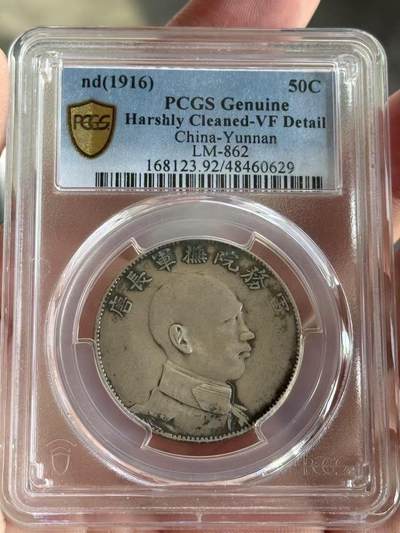 nd(1916) 50C
PCGS Genuine
Harshly Cleaned-VF Detail
China-Yunnan
LM-862
168123.92/48460629
PCGS
軍務院撫軍長唐
PCGS